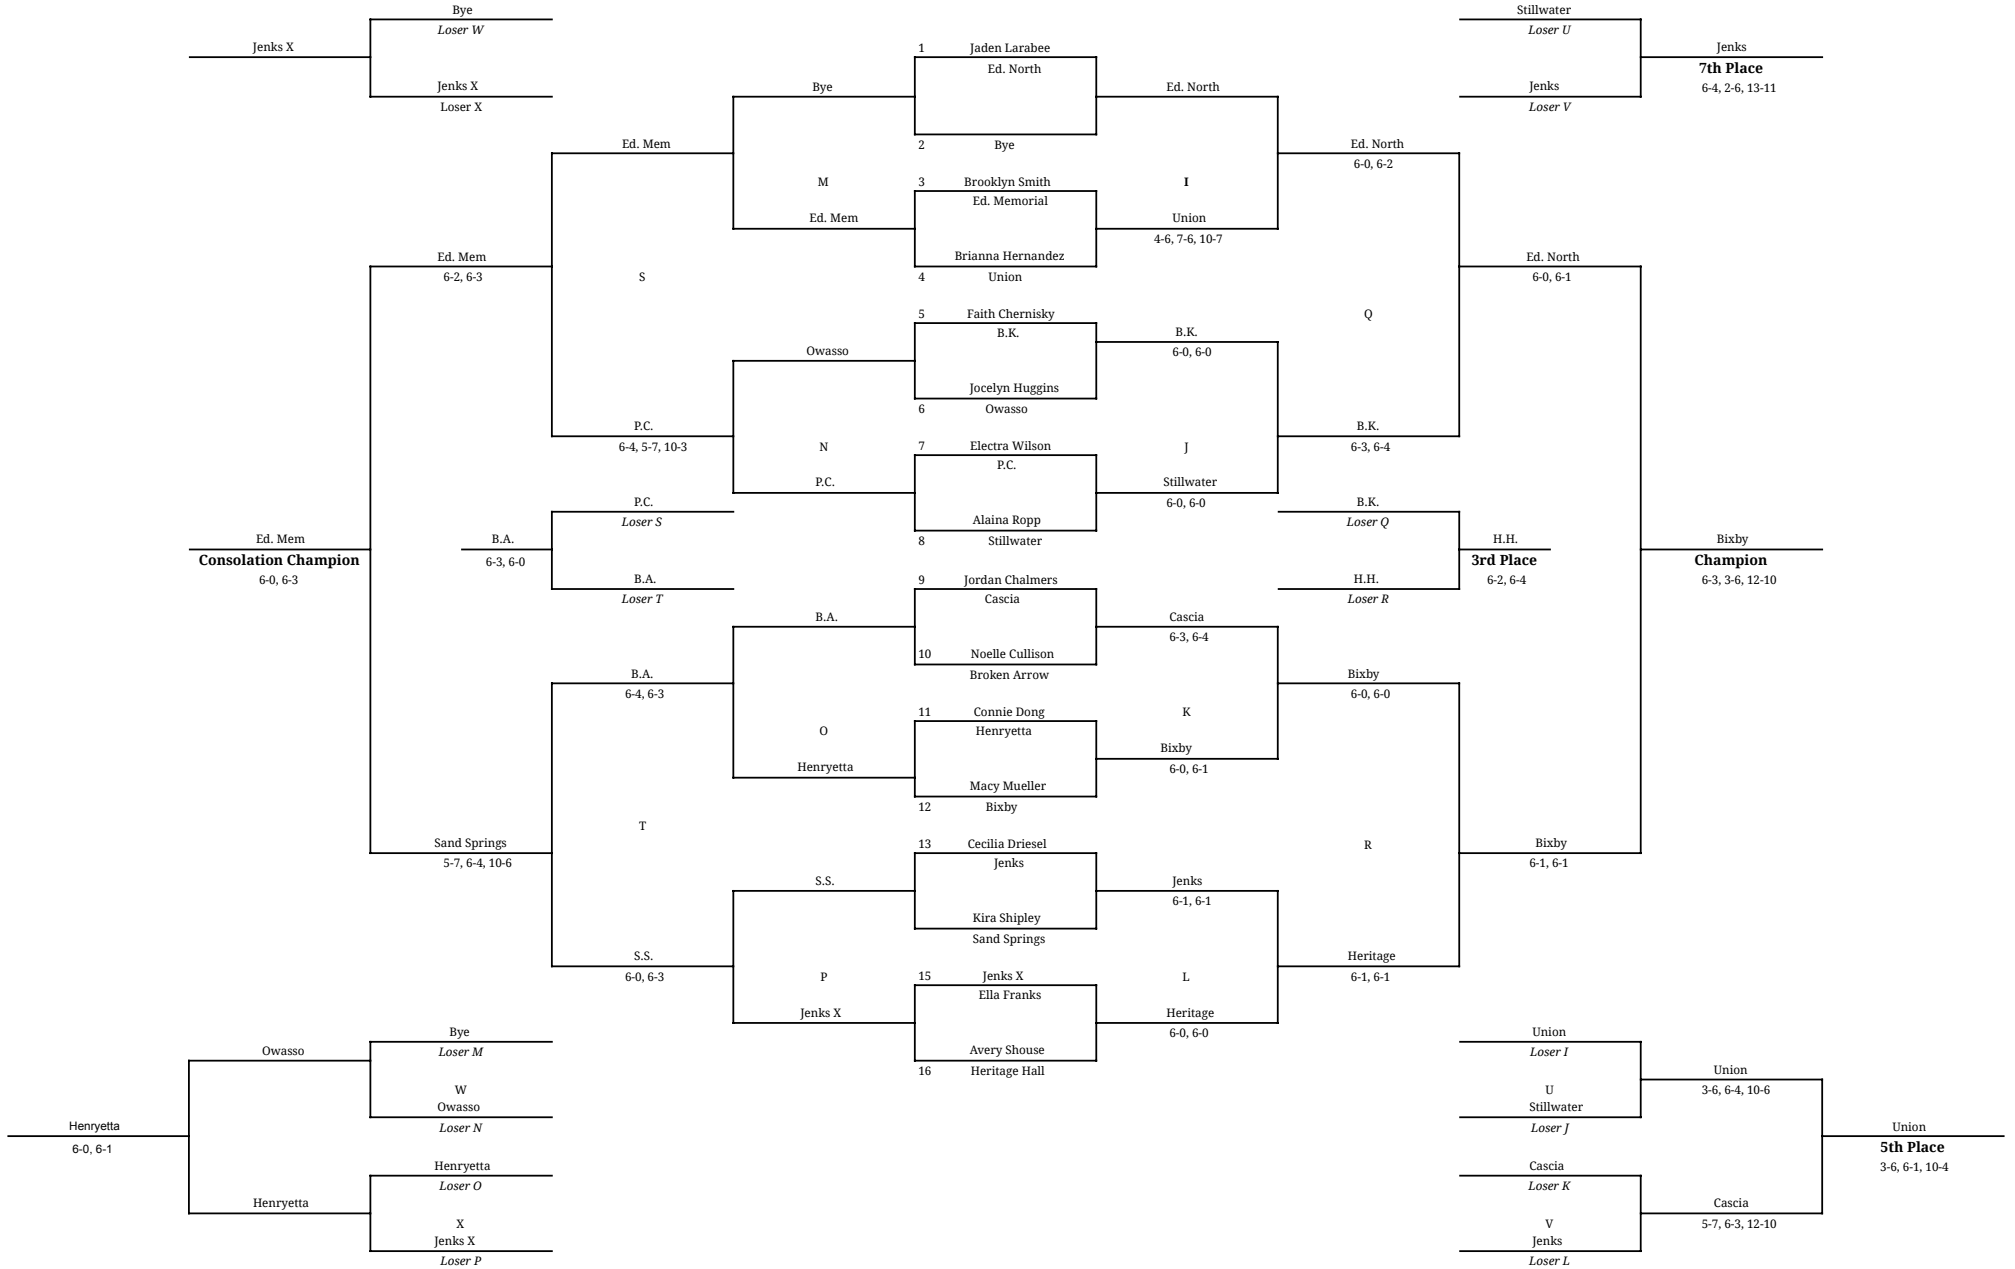 Bye
Loser W
Jenks X
Jenks X
Loser X
Stillwater
Loser U
Jenks
7th Place
6-4, 2-6, 13-11
Jenks
Loser V
1 Jaden Larabee
Ed. North
2 Bye
3 Brooklyn Smith
Ed. Memorial
Brianna Hernandez
4 Union
5 Faith Chernisky
B.K.
Jocelyn Huggins
6 Owasso
7 Electra Wilson
P.C.
Alaina Ropp
8 Stillwater
9 Jordan Chalmers
Cascia
10 Noelle Cullison
Broken Arrow
11 Connie Dong
Henryetta
Macy Mueller
12 Bixby
13 Cecilia Driesel
Jenks
Kira Shipley
Sand Springs
15 Jenks X
Ella Franks
Avery Shouse
16 Heritage Hall
Bye
M
Ed. Mem
Owasso
N
P.C.
B.A.
O
Henryetta
S.S.
P
Jenks X
Ed. Mem
S
P.C.
6-4, 5-7, 10-3
P.C.
Loser S
B.A.
6-3, 6-0
B.A.
Loser T
B.A.
6-4, 6-3
T
S.S.
6-0, 6-3
Ed. Mem
6-2, 6-3
Sand Springs
5-7, 6-4, 10-6
Ed. Mem
Consolation Champion
6-0, 6-3
Ed. North
I
Union
4-6, 7-6, 10-7
B.K.
6-0, 6-0
J
Stillwater
6-0, 6-0
Cascia
6-3, 6-4
K
Bixby
6-0, 6-1
Jenks
6-1, 6-1
L
Heritage
6-0, 6-0
Ed. North
6-0, 6-2
Q
B.K.
6-3, 6-4
B.K.
Loser Q
H.H.
3rd Place
6-2, 6-4
H.H.
Loser R
Bixby
6-0, 6-0
R
Heritage
6-1, 6-1
Ed. North
6-0, 6-1
Bixby
6-1, 6-1
Bixby
Champion
6-3, 3-6, 12-10
Bye
Loser M
Owasso
W
Owasso
Loser N
Henryetta
6-0, 6-1
Henryetta
Loser O
Henryetta
X
Jenks X
Loser P
Union
Loser I
Union
3-6, 6-4, 10-6
U
Stillwater
Loser J
Union
5th Place
3-6, 6-1, 10-4
Cascia
Loser K
Cascia
5-7, 6-3, 12-10
V
Jenks
Loser L